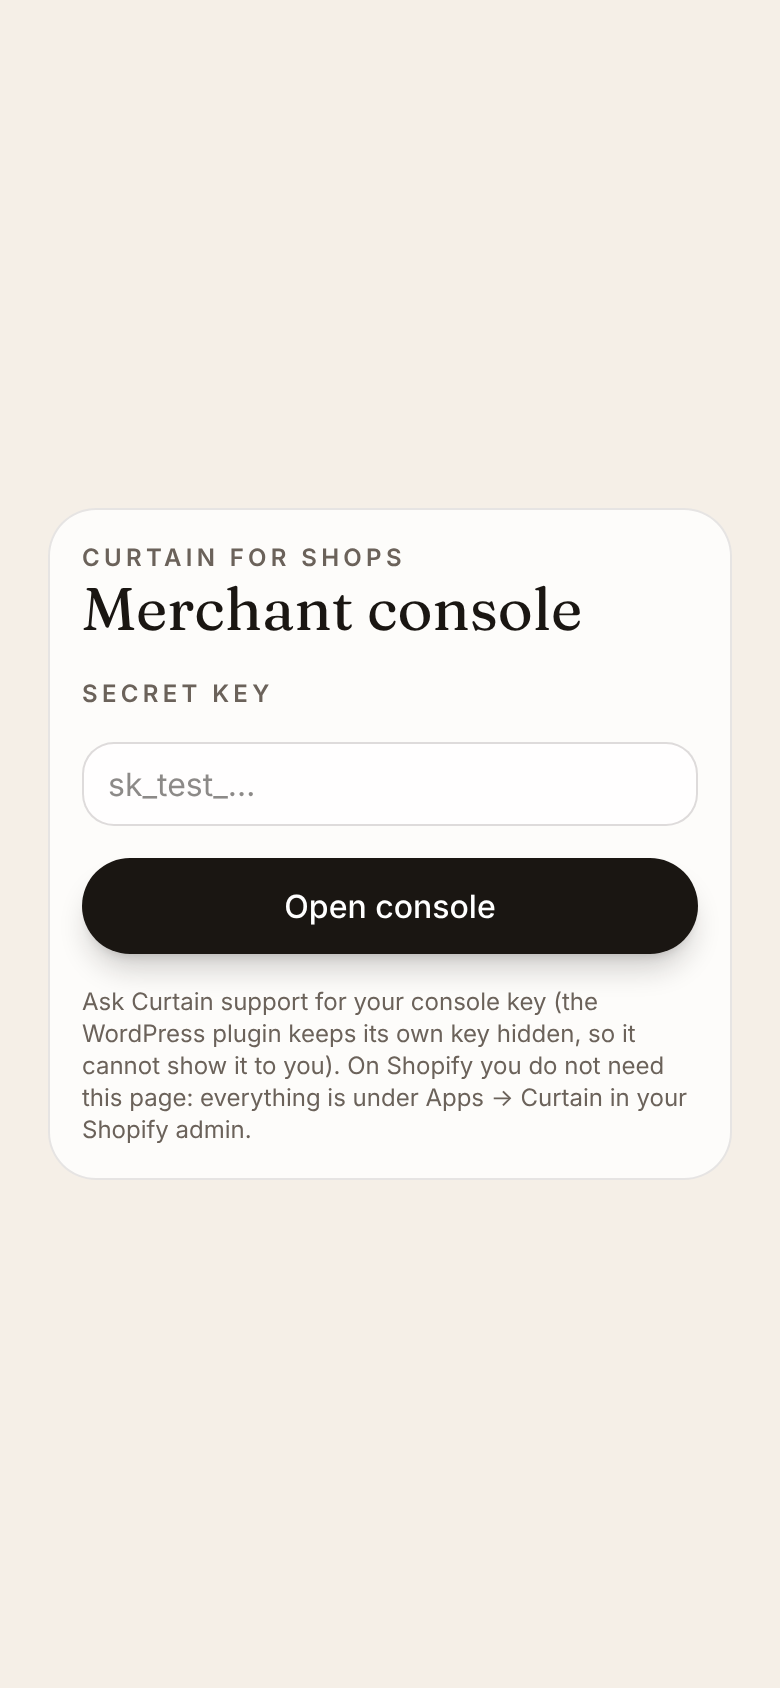 CURTAIN FOR SHOPS
Merchant console
SECRET KEY
sk_test_...
Open console
Ask Curtain support for your console key (the
WordPress plugin keeps its own key hidden, so it
cannot show it to you). On Shopify you do not need
this page: everything is under Apps → Curtain in your
Shopify admin.